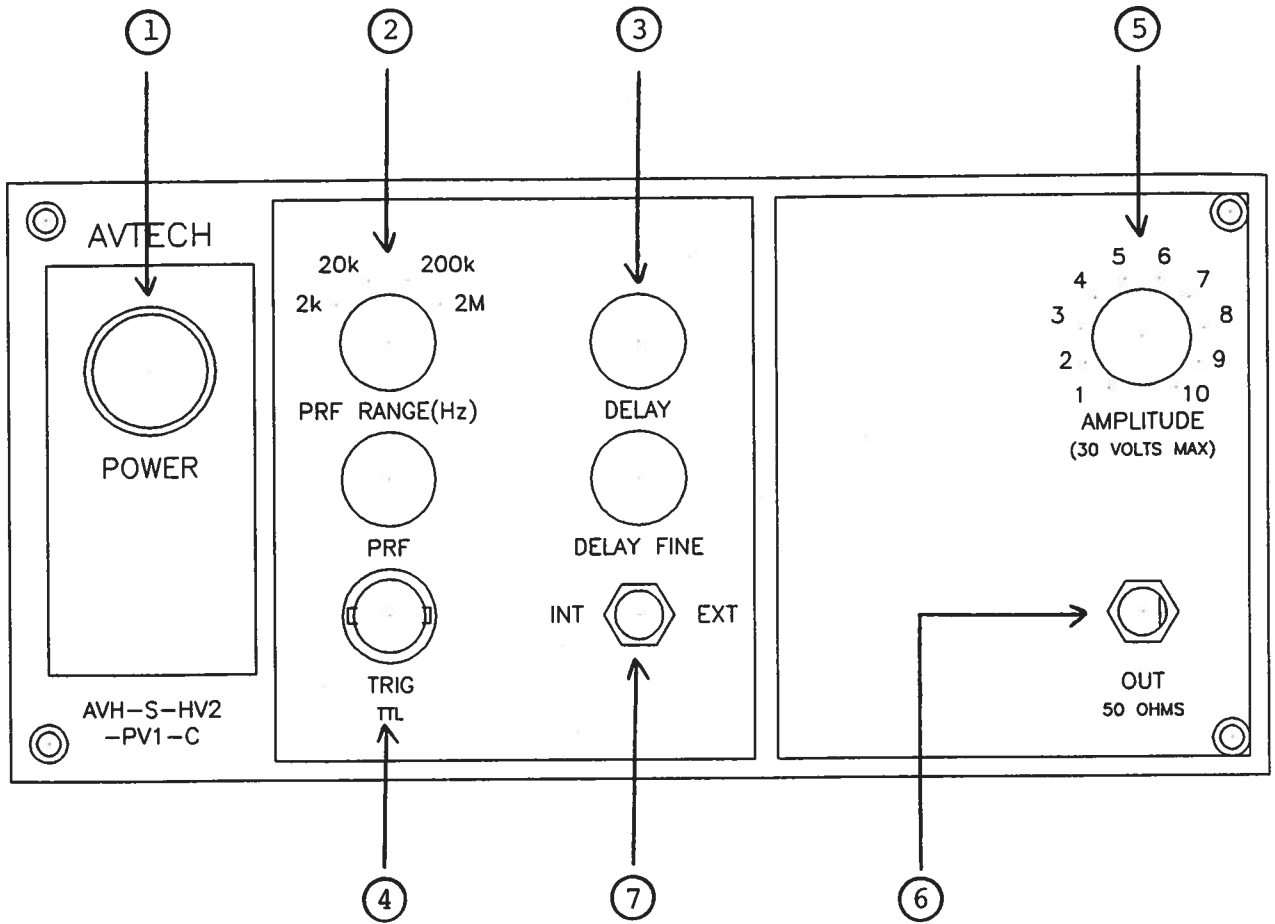 1
2
3
5
AVTECH
POWER
AVH-S-HV2
-PV1-C
20k 200k
2k 2M
PRF RANGE(Hz)
PRF
TRIG
TTL
DELAY
DELAY FINE
INT EXT
5 6
4 7
3 8
2 9
1 10
AMPLITUDE
(30 VOLTS MAX)
OUT
50 OHMS
4
7
6